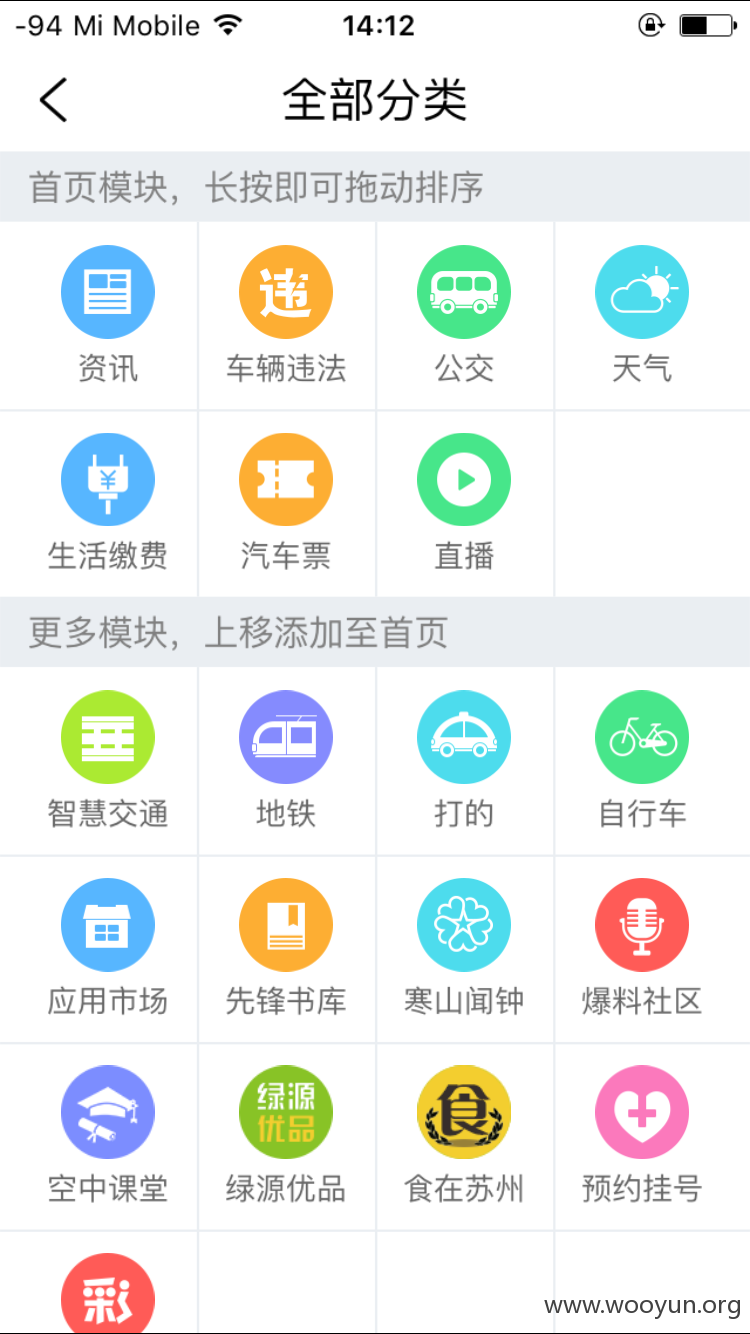 -94 Mi Mobile 14:12
全部分类
首页模块，长按即可拖动排序
违
资讯 车辆违法 公交 天气
¥
生活缴费 汽车票 直播
更多模块，上移添加至首页
智慧交通 地铁 打的 自行车
应用市场 先锋书库 寒山闻钟 爆料社区
绿源
优品
食
空中课堂 绿源优品 食在苏州 预约挂号
彩
www.wooyun.org